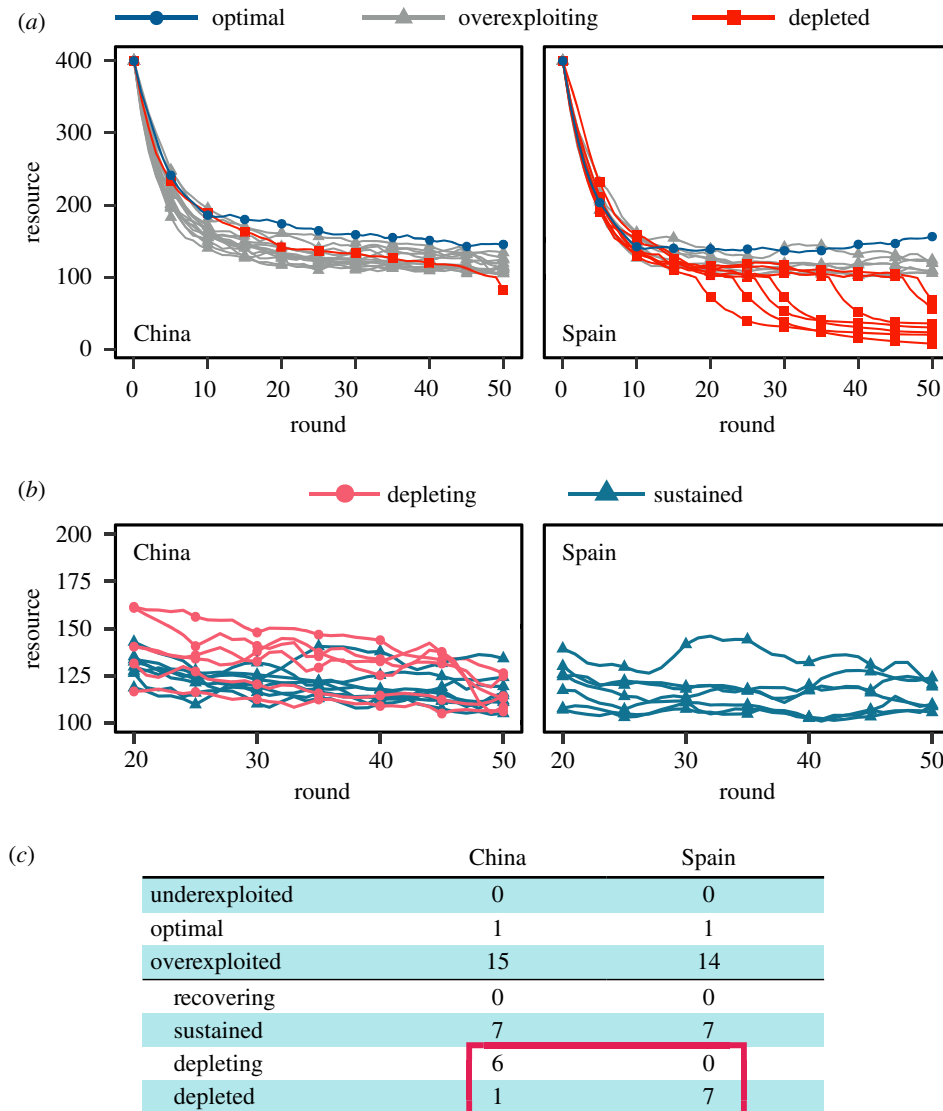 (a) optimal overexploiting depleted
400
300
200
100
0
resource
China
Spain
0 10 20 30 40 50
0 10 20 30 40 50
round
round
(b) depleting sustained
200
175
150
125
100
resource
China
Spain
20 30 40 50
20 30 40 50
round
round
(c) China Spain
underexploited 0 0
optimal 1 1
overexploited 15 14
recovering 0 0
sustained 7 7
depleting 6 0
depleted 1 7